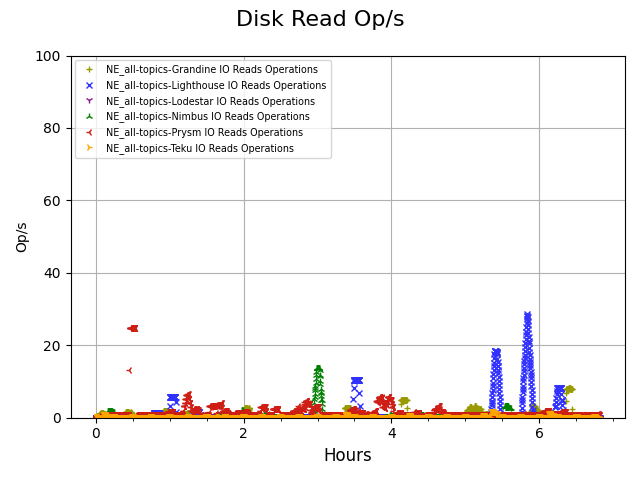 Disk Read Op/s
100
80
60
40
20
0
Op/s
NE_all-topics-Grandine IO Reads Operations
NE_all-topics-Lighthouse IO Reads Operations
NE_all-topics-Lodestar IO Reads Operations
NE_all-topics-Nimbus IO Reads Operations
NE_all-topics-Prysm IO Reads Operations
NE_all-topics-Teku IO Reads Operations
0 2 4 6
Hours